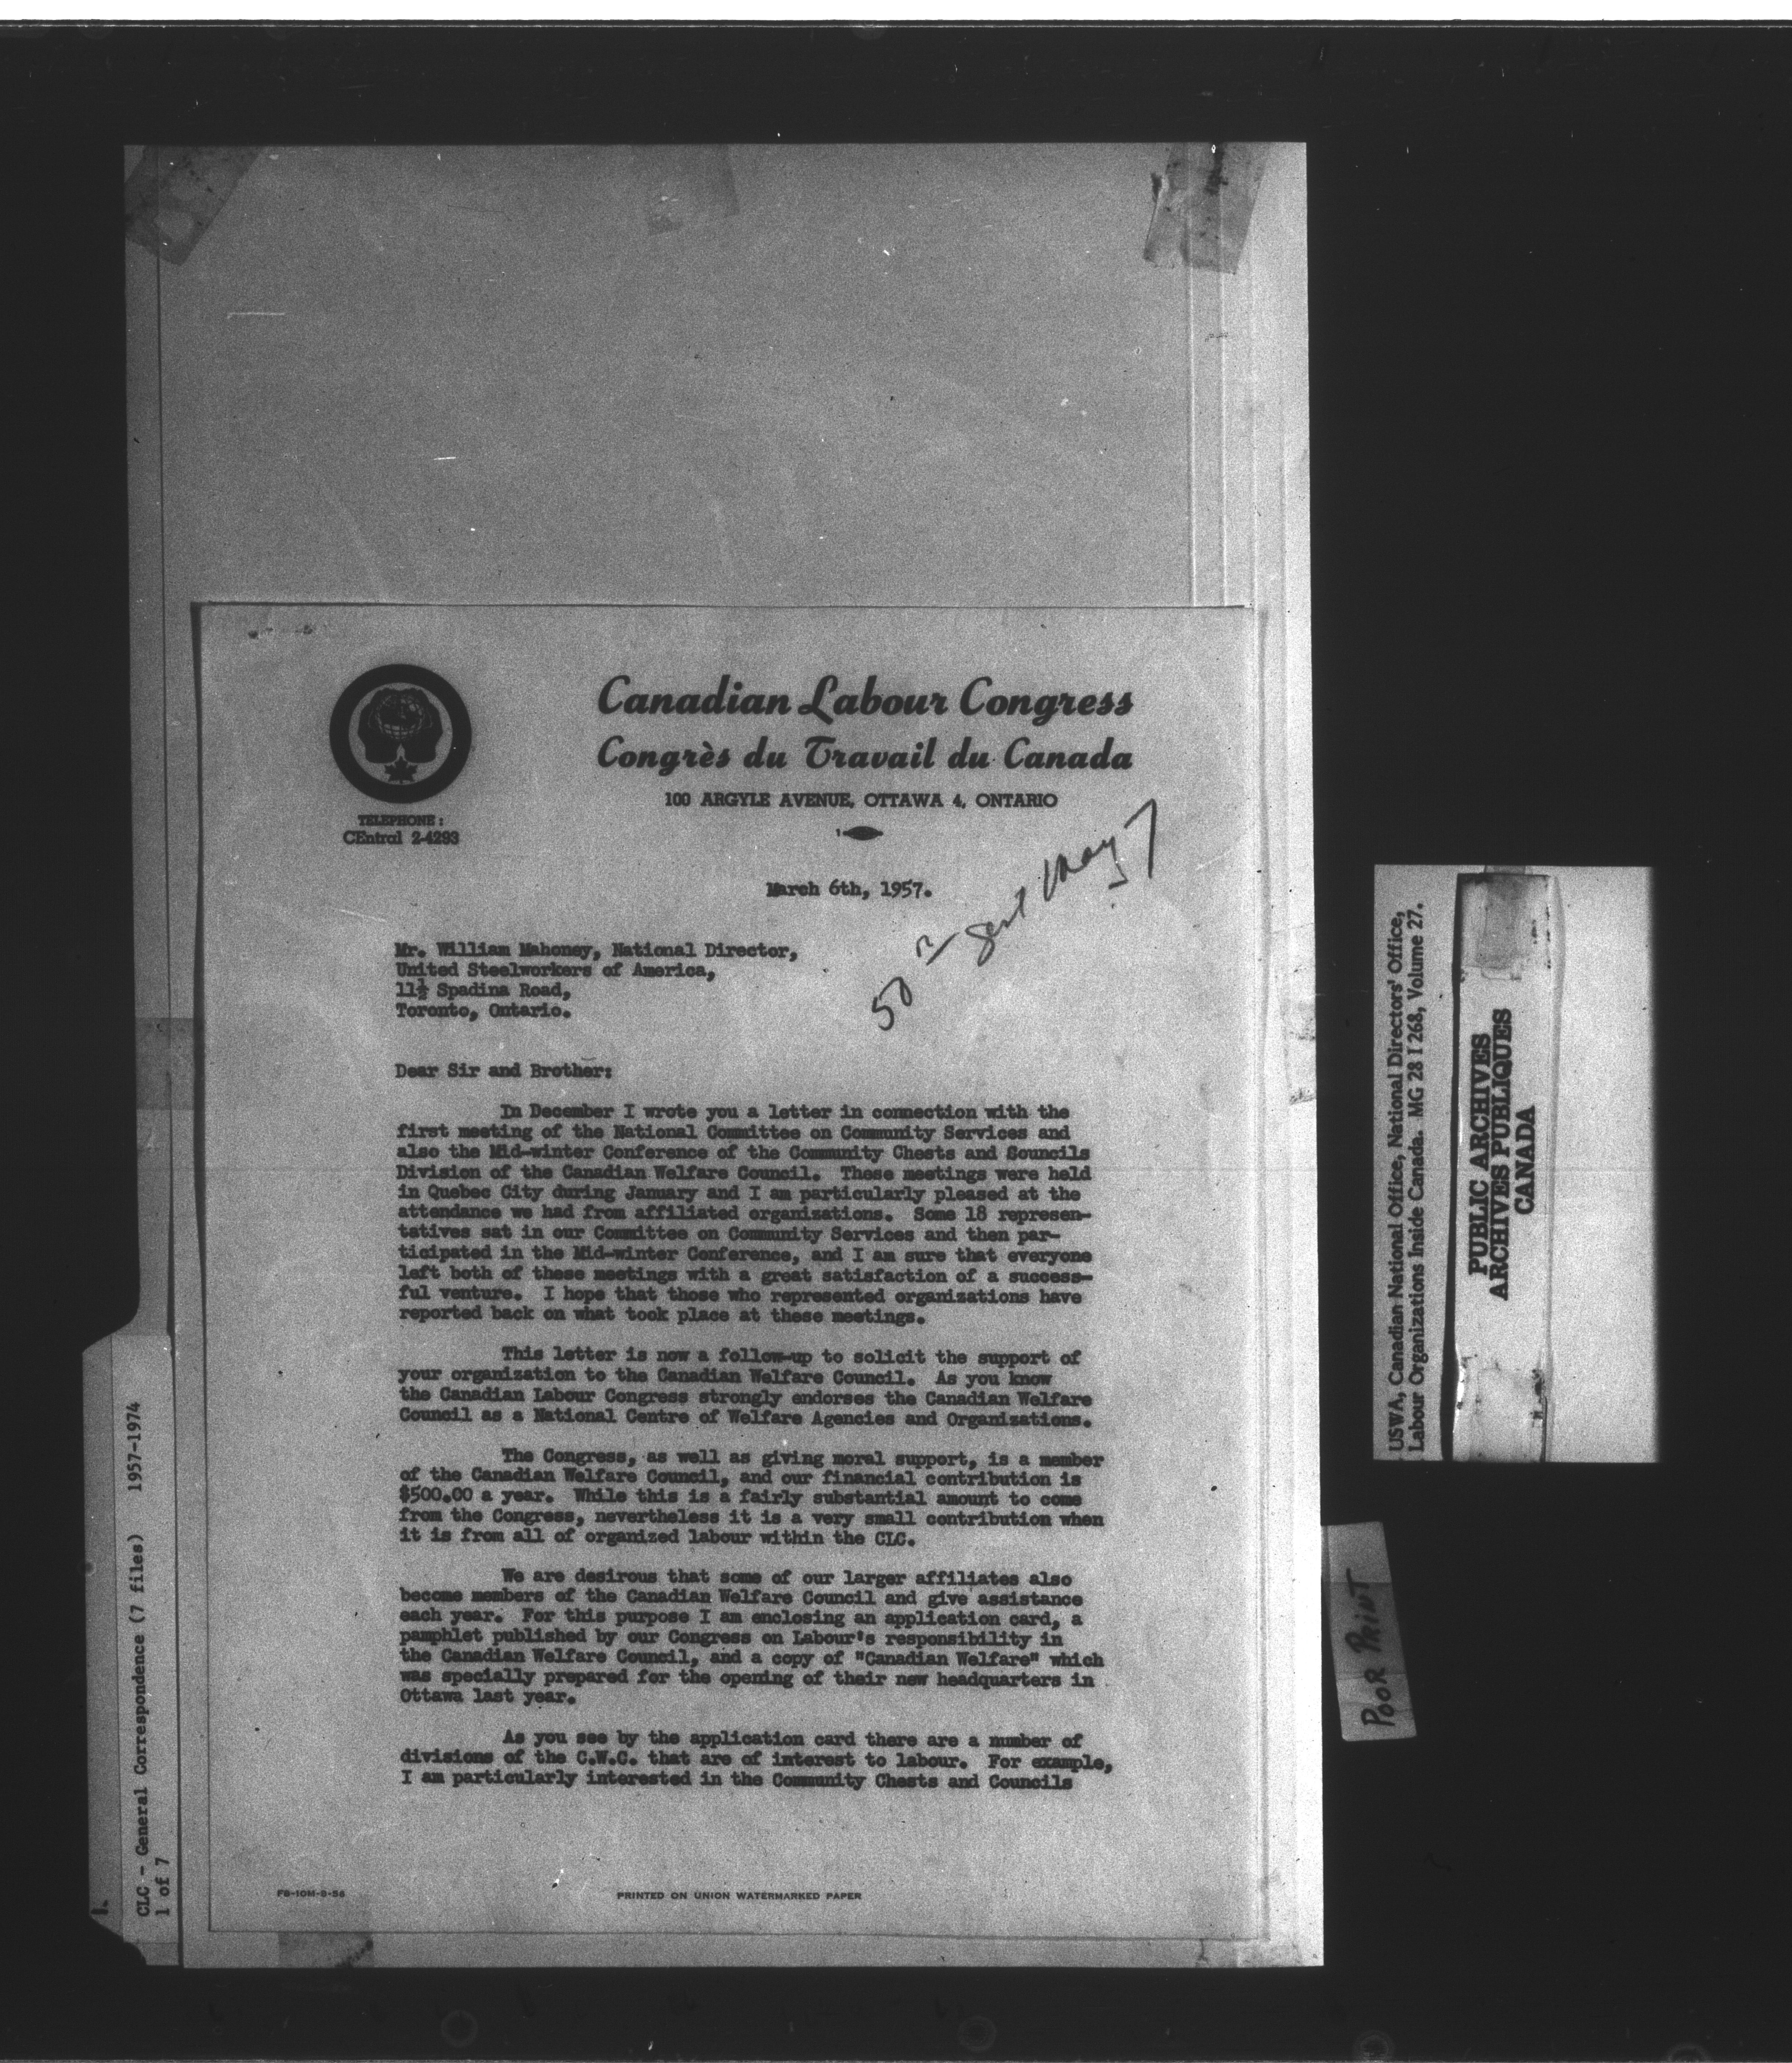 Canadian Labour Congress
Congrès du Travail du Canada
100 ARGYLE AVENUE, OTTAWA 4, ONTARIO
TELEPHONE:
CEntral 2-4293
March 6th, 1957.
50 sent May 7
Mr. William Mahoney, National Director,
United Steelworkers of America,
11½ Spadina Road,
Toronto, Ontario.
Dear Sir and Brother:
In December I wrote you a letter in connection with the
first meeting of the National Committee on Community Services and
also the Mid-winter Conference of the Community Chests and Councils
Division of the Canadian Welfare Council. These meetings were held
in Quebec City during January and I am particularly pleased at the
attendance we had from affiliated organizations. Some 18 represen-
tatives sat in our Committee on Community Services and then par-
ticipated in the Mid-winter Conference, and I am sure that everyone
left both of these meetings with a great satisfaction of a success-
ful venture. I hope that those who represented organizations have
reported back on what took place at these meetings.
This letter is now a follow-up to solicit the support of
your organization to the Canadian Welfare Council. As you know
the Canadian Labour Congress strongly endorses the Canadian Welfare
Council as a National Centre of Welfare Agencies and Organizations.
The Congress, as well as giving moral support, is a member
of the Canadian Welfare Council, and our financial contribution is
$500.00 a year. While this is a fairly substantial amount to come
from the Congress, nevertheless it is a very small contribution when
it is from all of organized labour within the CLC.
We are desirous that some of our larger affiliates also
become members of the Canadian Welfare Council and give assistance
each year. For this purpose I am enclosing an application card, a
pamphlet published by our Congress on Labour's responsibility in
the Canadian Welfare Council, and a copy of "Canadian Welfare" which
was specially prepared for the opening of their new headquarters in
Ottawa last year.
As you see by the application card there are a number of
divisions of the C.W.C. that are of interest to labour. For example,
I am particularly interested in the Community Chests and Councils
FB-10M-8-56
PRINTED ON UNION WATERMARKED PAPER
1.
CLC - General Correspondence (7 files) 1957-1974
1 of 7
USWA, Canadian National Office, National Directors' Office,
Labour Organizations Inside Canada. MG 28 I 268, Volume 27.
PUBLIC ARCHIVES
ARCHIVES PUBLIQUES
CANADA
POOR PRINT